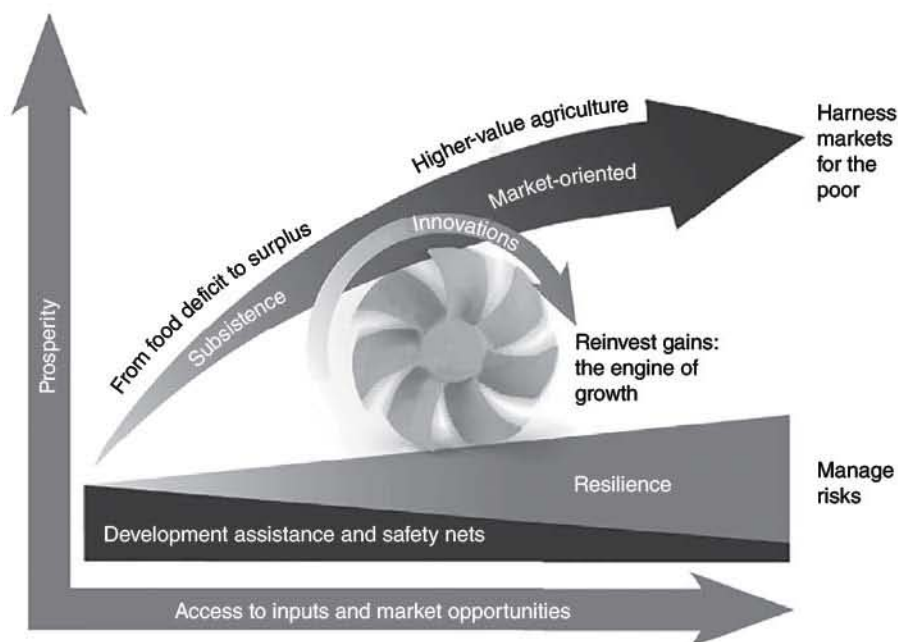 Harness
markets
for the
poor
Higher-value agriculture
Market-oriented
Innovations
From food deficit to surplus
Subsistence
Prosperity
Reinvest gains:
the engine of
growth
Resilience
Manage
risks
Development assistance and safety nets
Access to inputs and market opportunities